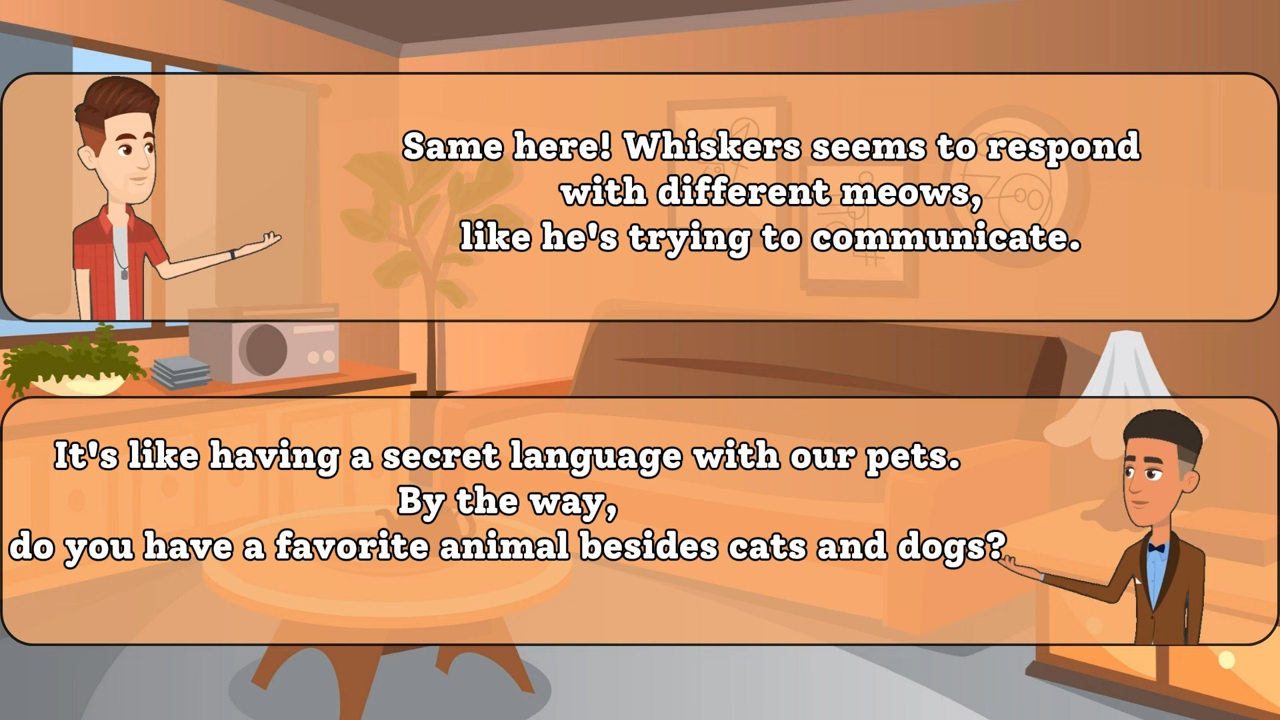 Same here! Whiskers seems to respond
with different meows,
like he's trying to communicate.
It's like having a secret language with our pets.
By the way,
do you have a favorite animal besides cats and dogs?